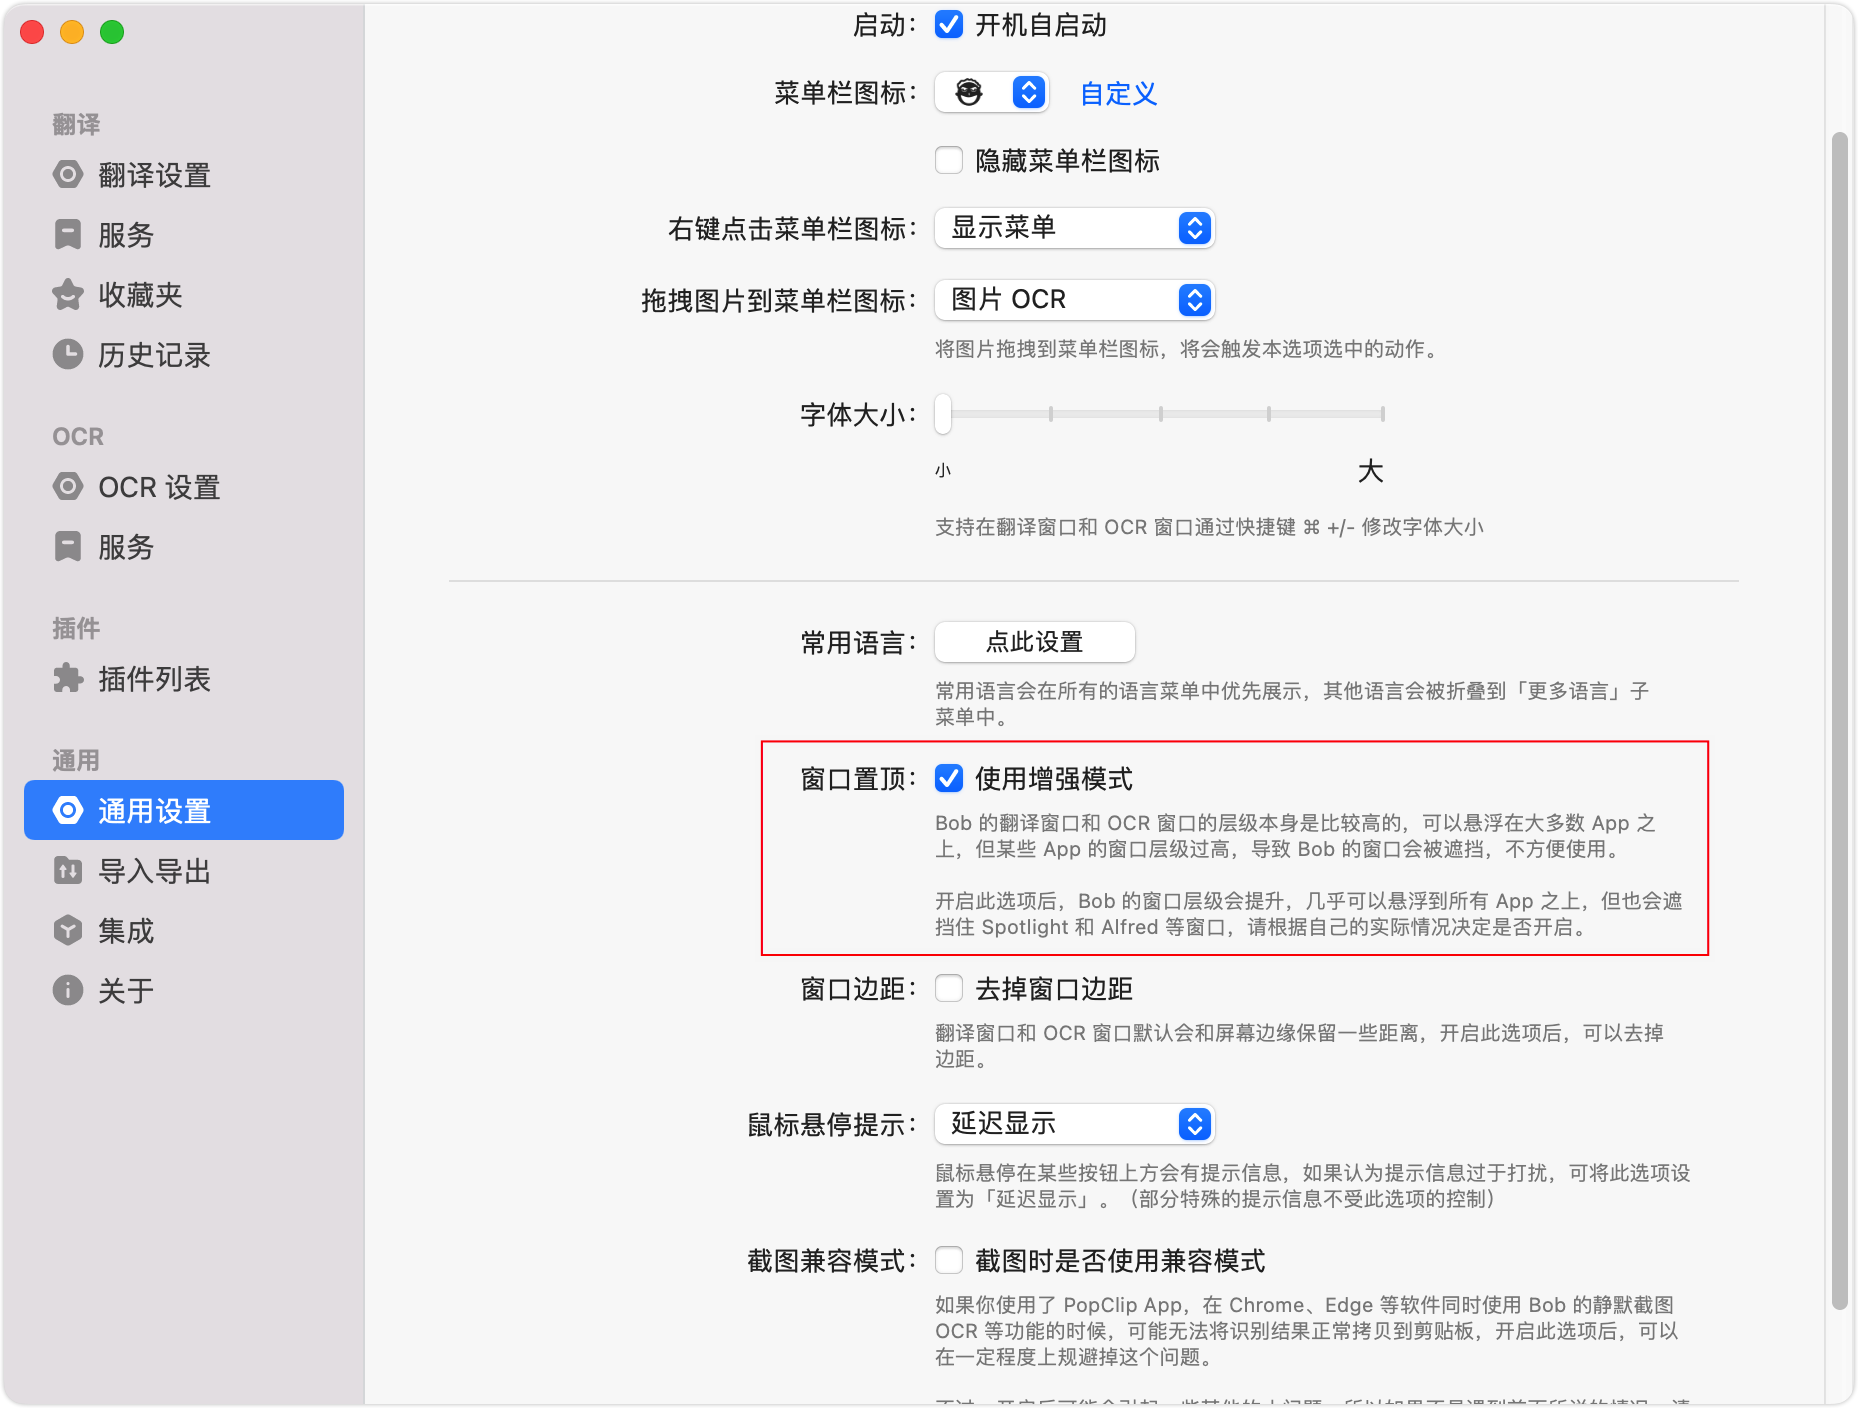 翻译
翻译设置
服务
收藏夹
历史记录
OCR
OCR 设置
服务
插件
插件列表
通用
通用设置
导入导出
集成
关于
启动： 开机自启动
菜单栏图标： 自定义
隐藏菜单栏图标
右键点击菜单栏图标： 显示菜单
拖拽图片到菜单栏图标： 图片 OCR
将图片拖拽到菜单栏图标，将会触发本选项选中的动作。
字体大小：
小 大
支持在翻译窗口和 OCR 窗口通过快捷键 ⌘ +/- 修改字体大小
常用语言： 点此设置
常用语言会在所有的语言菜单中优先展示，其他语言会被折叠到「更多语言」子
菜单中。
窗口置顶： 使用增强模式
Bob 的翻译窗口和 OCR 窗口的层级本身是比较高的，可以悬浮在大多数 App 之
上，但某些 App 的窗口层级过高，导致 Bob 的窗口会被遮挡，不方便使用。
开启此选项后，Bob 的窗口层级会提升，几乎可以悬浮到所有 App 之上，但也会遮
挡住 Spotlight 和 Alfred 等窗口，请根据自己的实际情况决定是否开启。
窗口边距： 去掉窗口边距
翻译窗口和 OCR 窗口默认会和屏幕边缘保留一些距离，开启此选项后，可以去掉
边距。
鼠标悬停提示： 延迟显示
鼠标悬停在某些按钮上方会有提示信息，如果认为提示信息过于打扰，可将此选项设
置为「延迟显示」。（部分特殊的提示信息不受此选项的控制）
截图兼容模式： 截图时是否使用兼容模式
如果你使用了 PopClip App，在 Chrome、Edge 等软件同时使用 Bob 的静默截图
OCR 等功能的时候，可能无法将识别结果正常拷贝到剪贴板，开启此选项后，可以
在一定程度上规避掉这个问题。